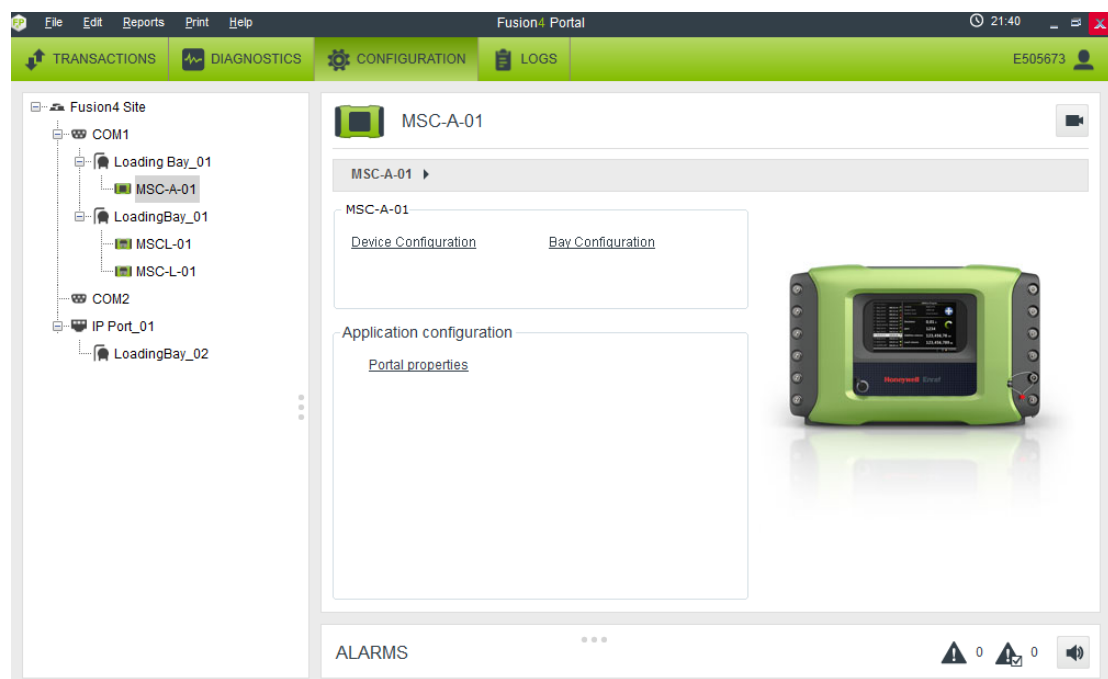 EP File Edit Reports Print Help Fusion4 Portal 21:40
TRANSACTIONS DIAGNOSTICS CONFIGURATION LOGS E505673
Fusion4 Site
COM1
Loading Bay_01
MSC-A-01
LoadingBay_01
MSCL-01
MSC-L-01
COM2
IP Port_01
LoadingBay_02
MSC-A-01
MSC-A-01
MSC-A-01
Device Configuration Bay Configuration
Application configuration
Portal properties
Honeywell Enraf
ALARMS 0 0